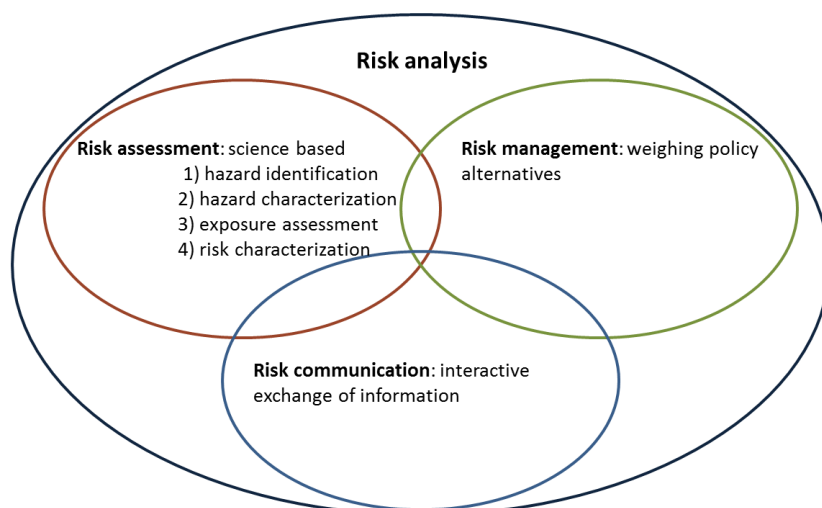 Risk analysis
Risk assessment: science based
1) hazard identification
2) hazard characterization
3) exposure assessment
4) risk characterization
Risk management: weighing policy
alternatives
Risk communication: interactive
exchange of information